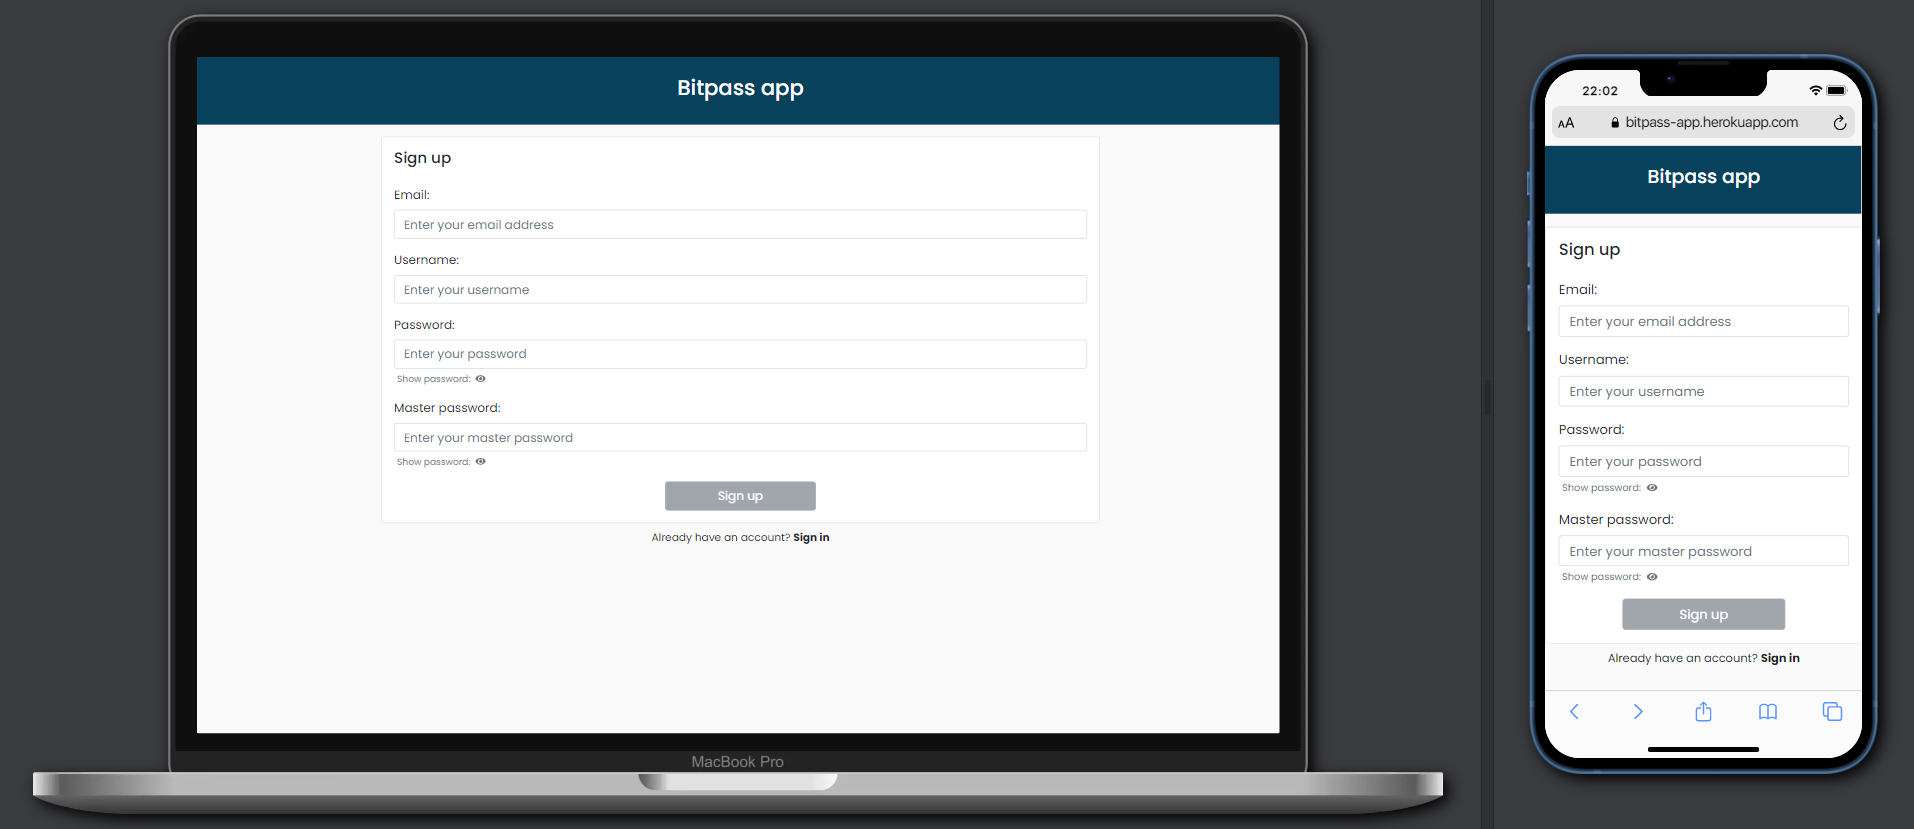 Bitpass app
Sign up
Email:
Enter your email address
Username:
Enter your username
Password:
Enter your password
Show password:
Master password:
Enter your master password
Show password:
Sign up
Already have an account? Sign in
MacBook Pro
22:02
AA bitpass-app.herokuapp.com
Bitpass app
Sign up
Email:
Enter your email address
Username:
Enter your username
Password:
Enter your password
Show password:
Master password:
Enter your master password
Show password:
Sign up
Already have an account? Sign in